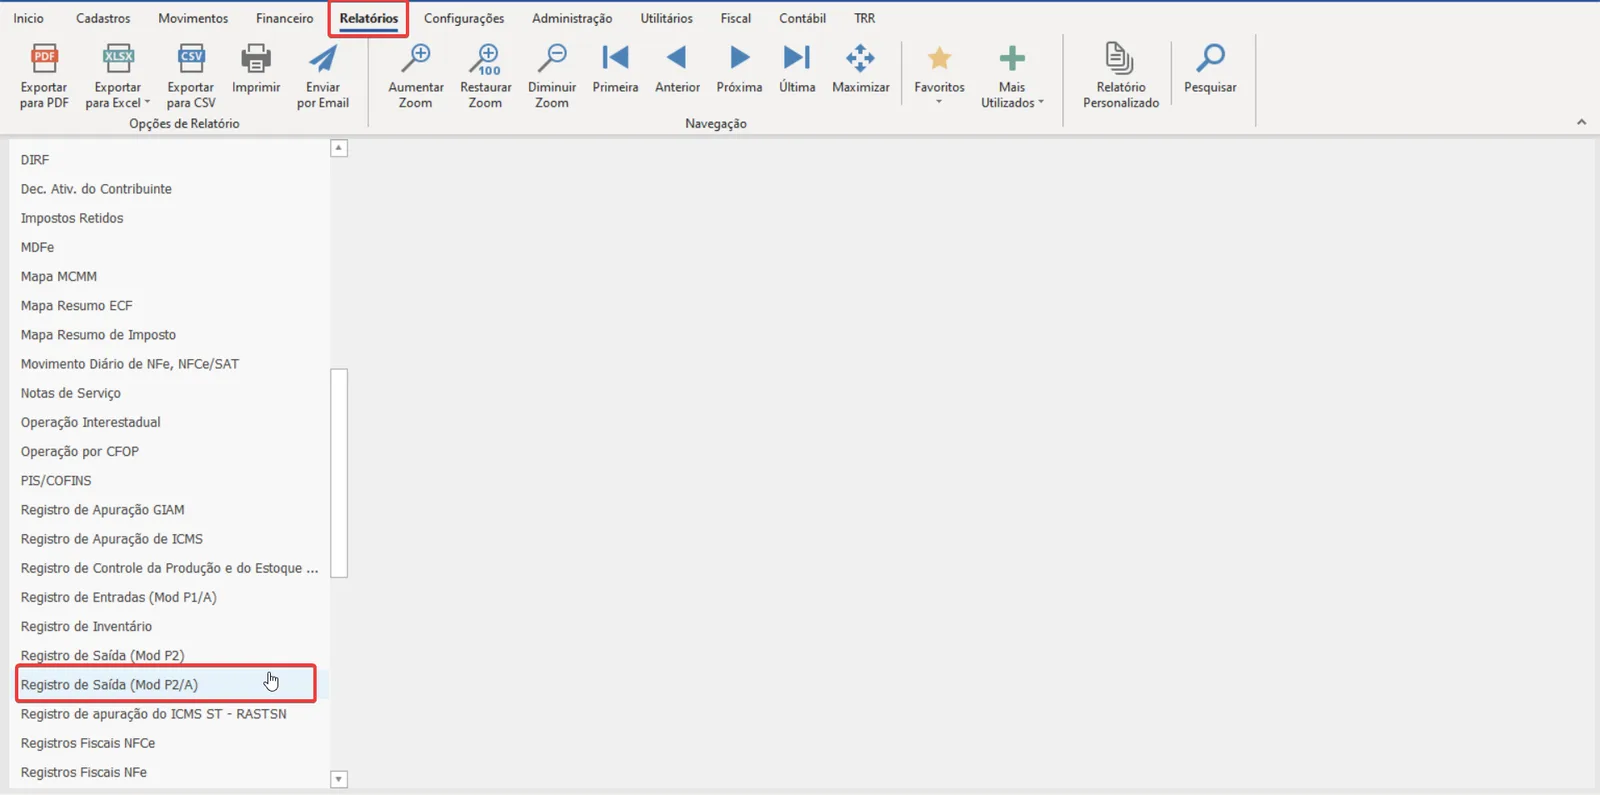 Inicio Cadastros Movimentos Financeiro Relatórios Configurações Administração Utilitários Fiscal Contábil TRR
PDF XLSX CSV 100
Exportar para PDF
Exportar para Excel
Exportar para CSV
Imprimir
Enviar por Email
Aumentar Zoom
Restaurar Zoom
Diminuir Zoom
Primeira
Anterior
Próxima
Última
Maximizar
Favoritos
Mais Utilizados
Relatório Personalizado
Pesquisar
Opções de Relatório
Navegação
DIRF
Dec. Ativ. do Contribuinte
Impostos Retidos
MDFe
Mapa MCMM
Mapa Resumo ECF
Mapa Resumo de Imposto
Movimento Diário de NFe, NFCe/SAT
Notas de Serviço
Operação Interestadual
Operação por CFOP
PIS/COFINS
Registro de Apuração GIAM
Registro de Apuração de ICMS
Registro de Controle da Produção e do Estoque ...
Registro de Entradas (Mod P1/A)
Registro de Inventário
Registro de Saída (Mod P2)
Registro de Saída (Mod P2/A)
Registro de apuração do ICMS ST - RASTSN
Registros Fiscais NFCe
Registros Fiscais NFe